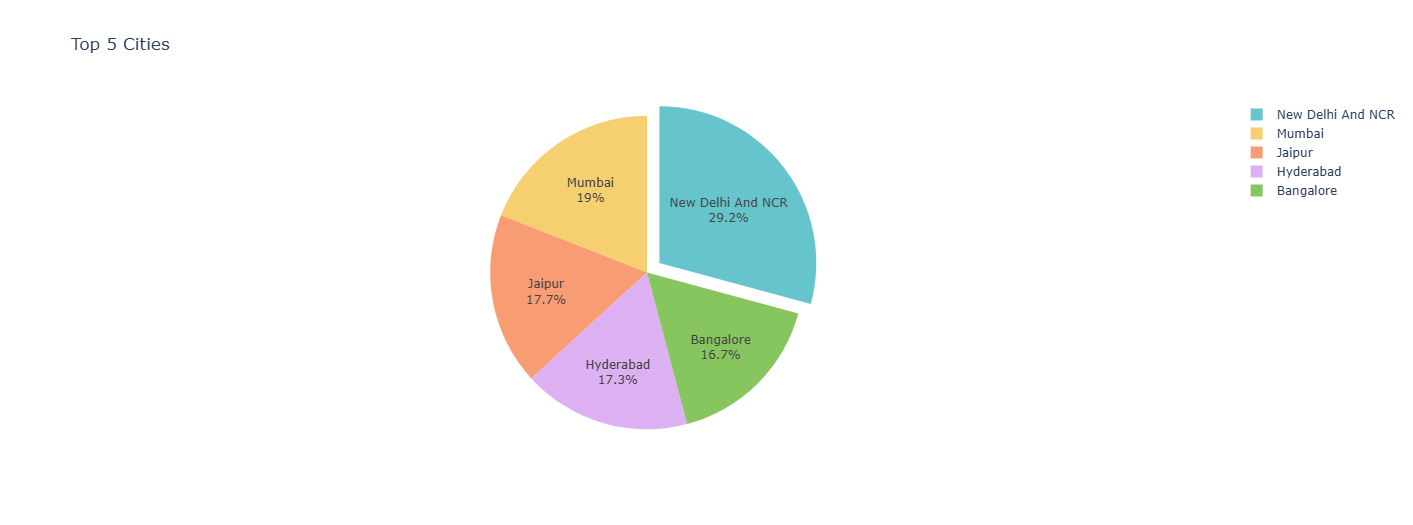 Top 5 Cities
New Delhi And NCR
Mumbai
Jaipur
Hyderabad
Bangalore
Mumbai
19%
New Delhi And NCR
29.2%
Jaipur
17.7%
Bangalore
16.7%
Hyderabad
17.3%